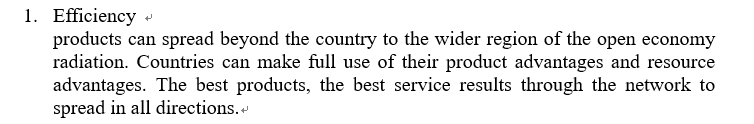 1. Efficiency
products can spread beyond the country to the wider region of the open economy
radiation. Countries can make full use of their product advantages and resource
advantages. The best products, the best service results through the network to
spread in all directions.